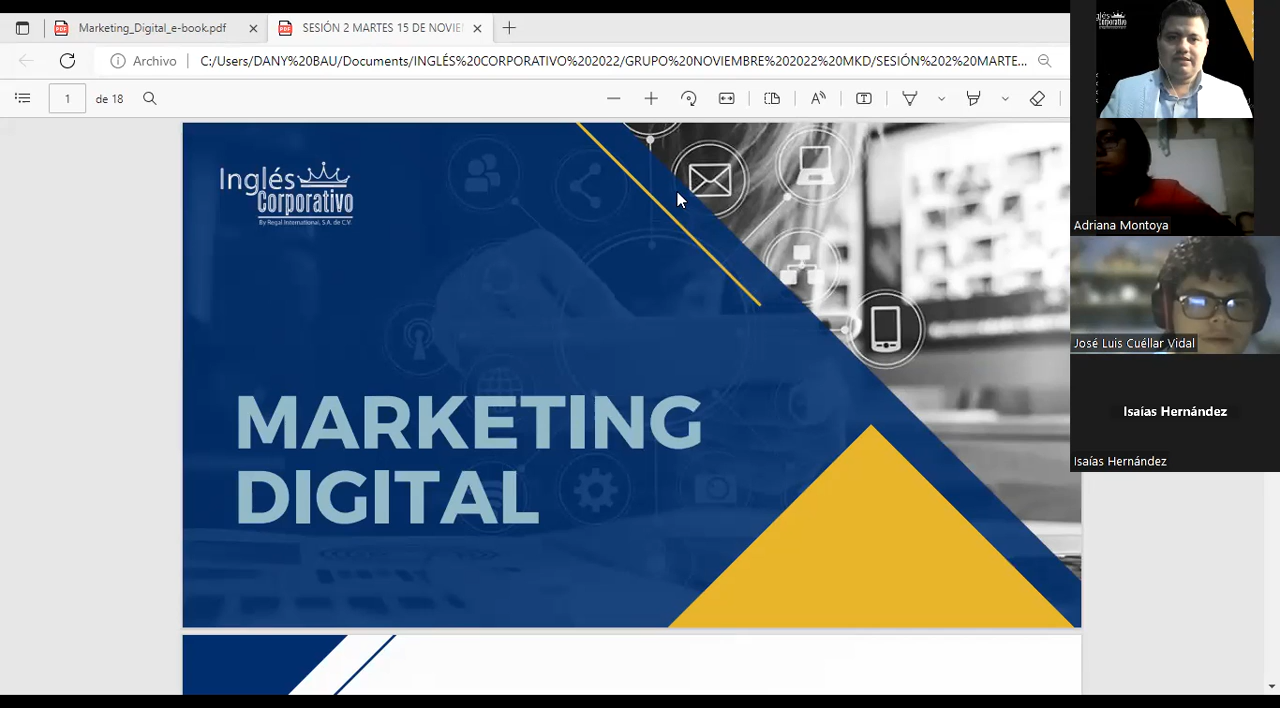 Marketing_Digital_e-book.pdf
SESIÓN 2 MARTES 15 DE NOVIE
Archivo
C:/Users/DANY%20BAU/Documents/INGLÉS%20CORPORATIVO%202022/GRUPO%20NOVIEMBRE%202022%20MKD/SESIÓN%202%20MARTE...
1
de 18
Inglés
Corporativo
By Regal International, S.A. de C.V.
MARKETING
DIGITAL
Adriana Montoya
José Luis Cuéllar Vidal
Isaías Hernández
Isaías Hernández